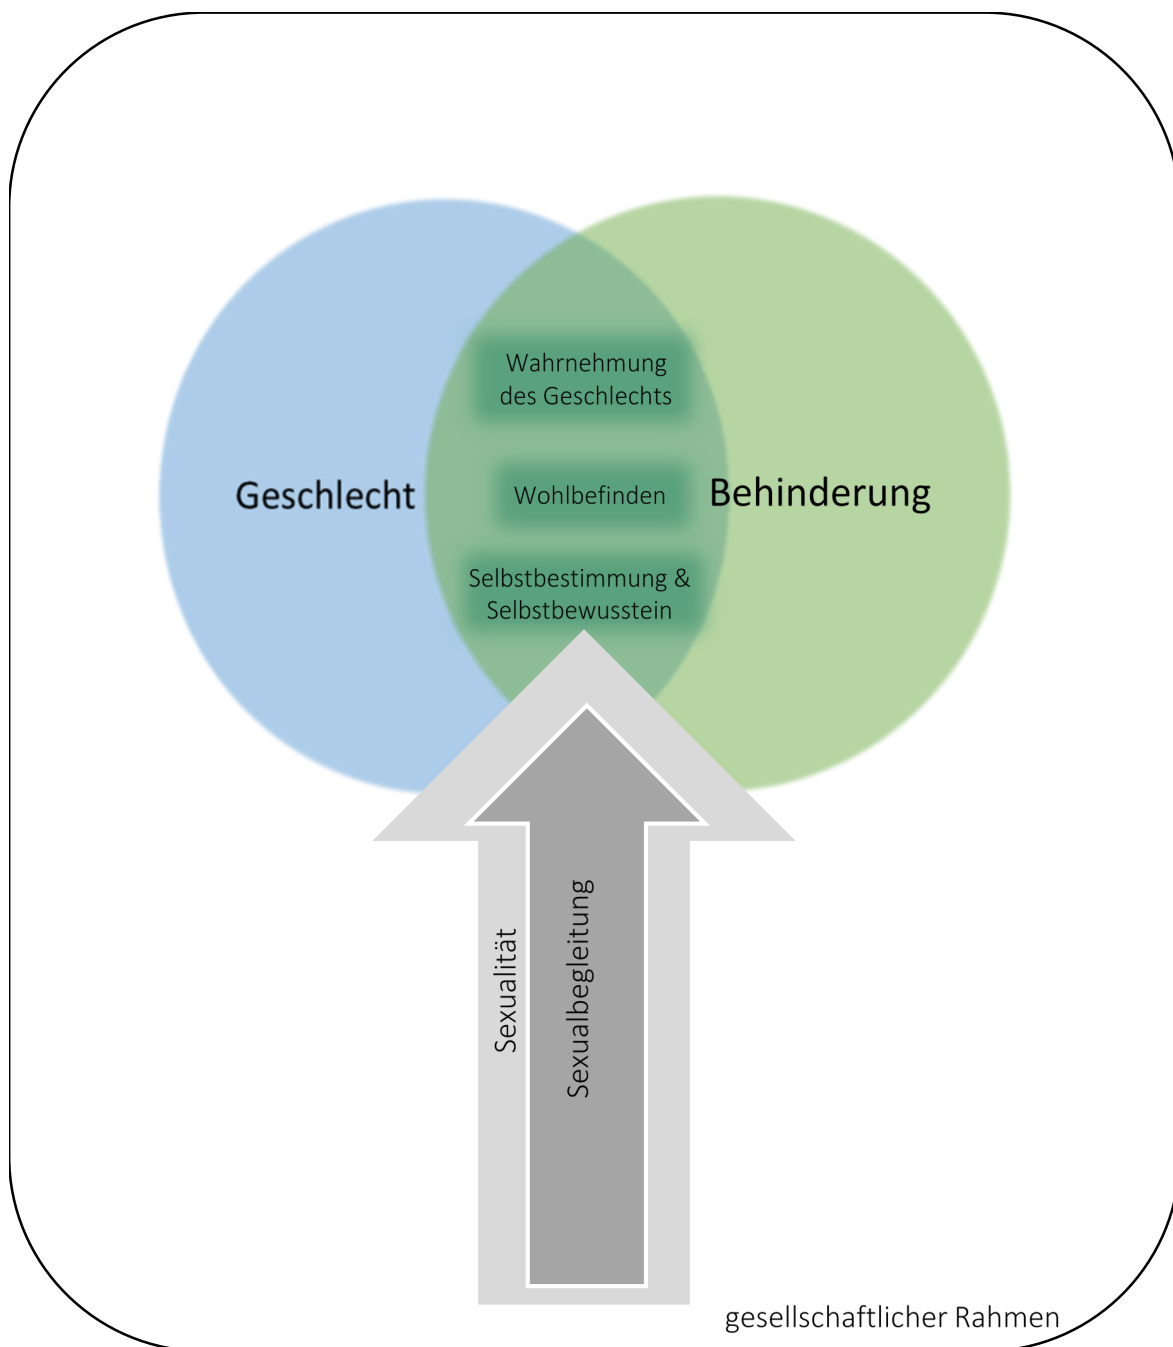 Wahrnehmung
des Geschlechts
Geschlecht
Wohlbefinden
Behinderung
Selbstbestimmung &
Selbstbewusstein
Sexualität
Sexualbegleitung
gesellschaftlicher Rahmen